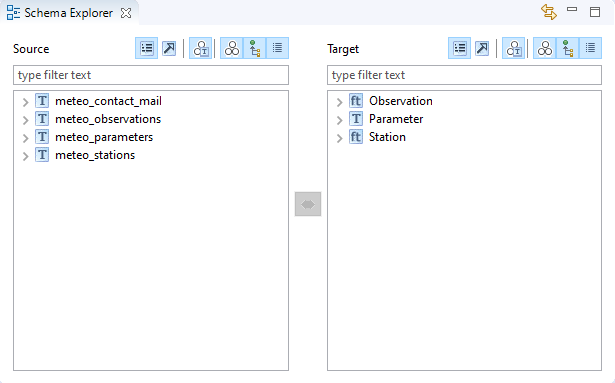 Schema Explorer
Source
Target
type filter text
type filter text
T meteo_contact_mail
T meteo_observations
T meteo_parameters
T meteo_stations
ft Observation
T Parameter
ft Station